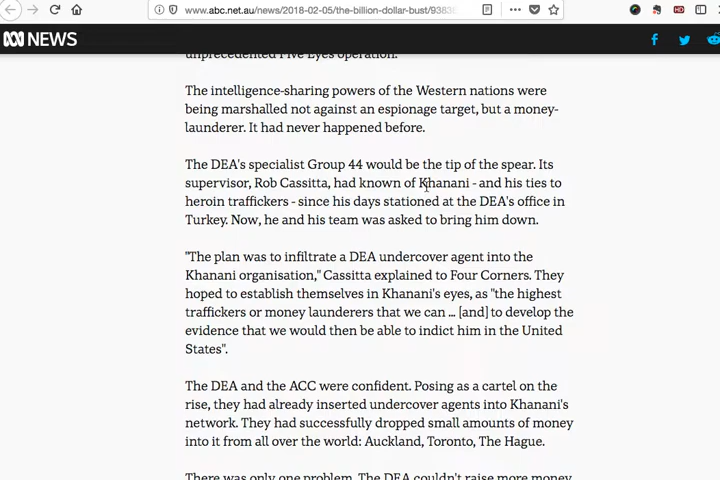 www.abc.net.au/news/2018-02-05/the-billion-dollar-bust/9383
NEWS
unprecedented Five Eyes operation.
The intelligence-sharing powers of the Western nations were
being marshalled not against an espionage target, but a money-
launderer. It had never happened before.
The DEA's specialist Group 44 would be the tip of the spear. Its
supervisor, Rob Cassitta, had known of Khanani - and his ties to
heroin traffickers - since his days stationed at the DEA's office in
Turkey. Now, he and his team was asked to bring him down.
"The plan was to infiltrate a DEA undercover agent into the
Khanani organisation," Cassitta explained to Four Corners. They
hoped to establish themselves in Khanani's eyes, as "the highest
traffickers or money launderers that we can ... [and] to develop the
evidence that we would then be able to indict him in the United
States".
The DEA and the ACC were confident. Posing as a cartel on the
rise, they had already inserted undercover agents into Khanani's
network. They had successfully dropped small amounts of money
into it from all over the world: Auckland, Toronto, The Hague.
There was only one problem. The DEA couldn't raise more money